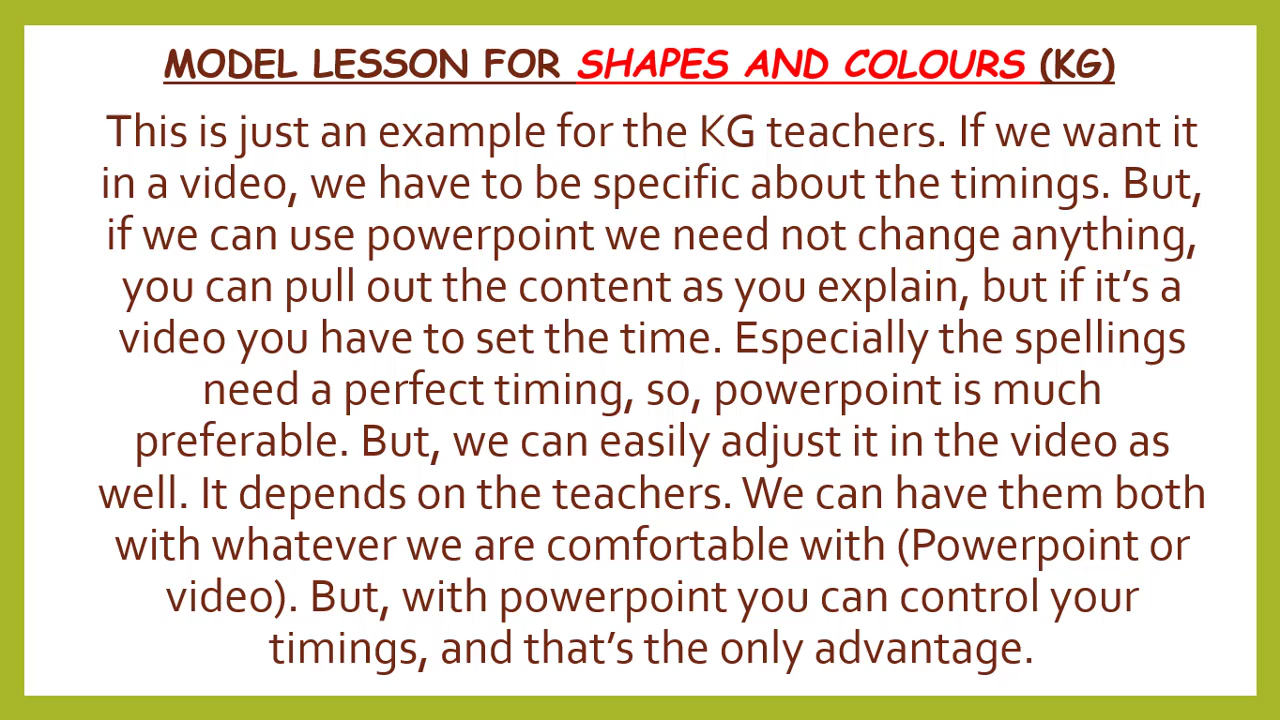 MODEL LESSON FOR SHAPES AND COLOURS (KG)
This is just an example for the KG teachers. If we want it
in a video, we have to be specific about the timings. But,
if we can use powerpoint we need not change anything,
you can pull out the content as you explain, but if it’s a
video you have to set the time. Especially the spellings
need a perfect timing, so, powerpoint is much
preferable. But, we can easily adjust it in the video as
well. It depends on the teachers. We can have them both
with whatever we are comfortable with (Powerpoint or
video). But, with powerpoint you can control your
timings, and that’s the only advantage.